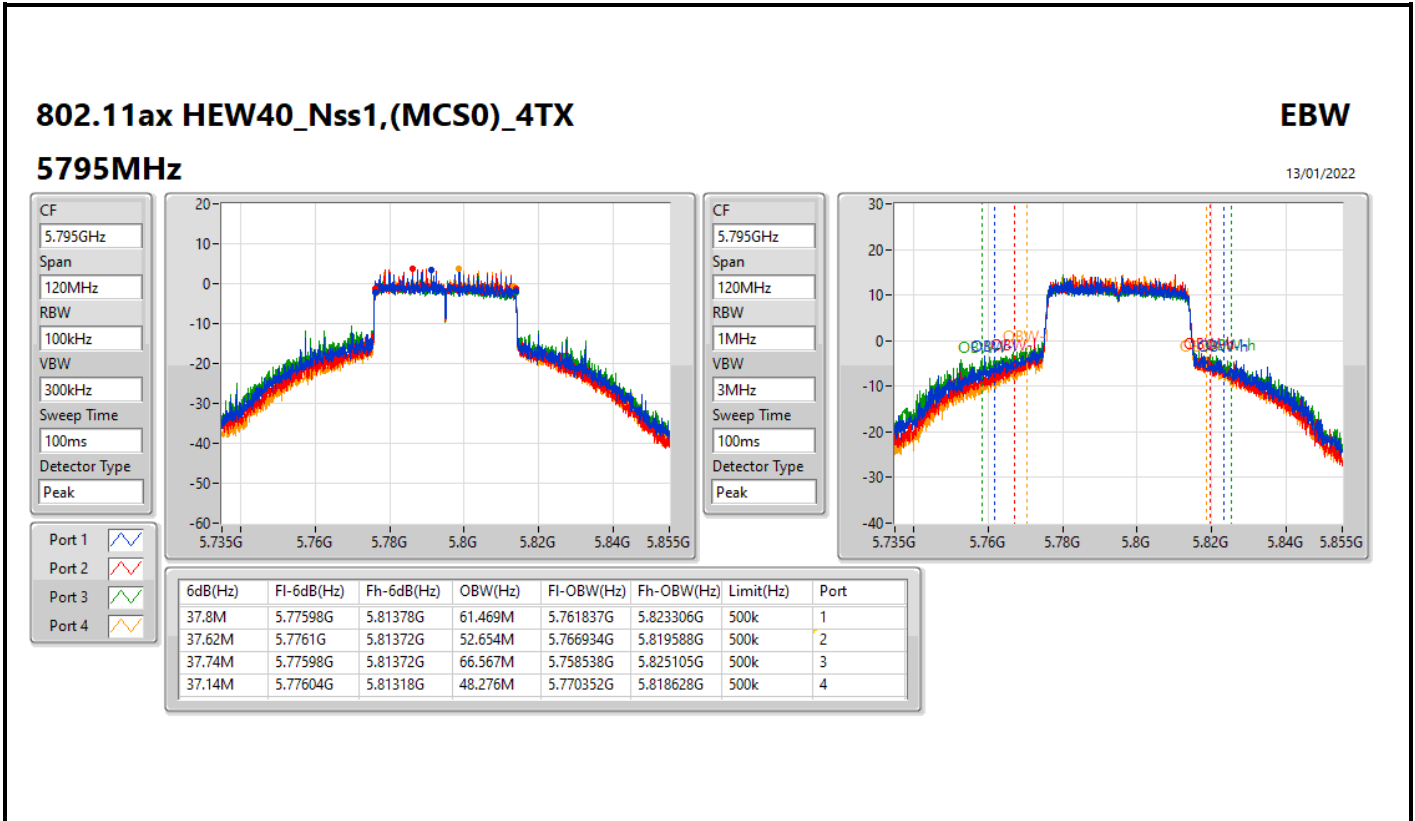 802.11ax HEW40_Nss1,(MCS0)_4TX
EBW
5795MHz
13/01/2022
CF
5.795GHz
Span
120MHz
RBW
100kHz
VBW
300kHz
Sweep Time
100ms
Detector Type
Peak
20
10
0
-10
-20
-30
-40
-50
-60
5.735G 5.76G 5.78G 5.8G 5.82G 5.84G 5.855G
CF
5.795GHz
Span
120MHz
RBW
1MHz
VBW
3MHz
Sweep Time
100ms
Detector Type
Peak
30
20
10
0
-10
-20
-30
-40
5.735G 5.76G 5.78G 5.8G 5.82G 5.84G 5.855G
Port 1
Port 2
Port 3
Port 4
6dB(Hz) Fl-6dB(Hz) Fh-6dB(Hz) OBW(Hz) Fl-OBW(Hz) Fh-OBW(Hz) Limit(Hz) Port
37.8M 5.77598G 5.81378G 61.469M 5.761837G 5.823306G 500k 1
37.62M 5.7761G 5.81372G 52.654M 5.766934G 5.819588G 500k 2
37.74M 5.77598G 5.81372G 66.567M 5.758538G 5.825105G 500k 3
37.14M 5.77604G 5.81318G 48.276M 5.770352G 5.818628G 500k 4